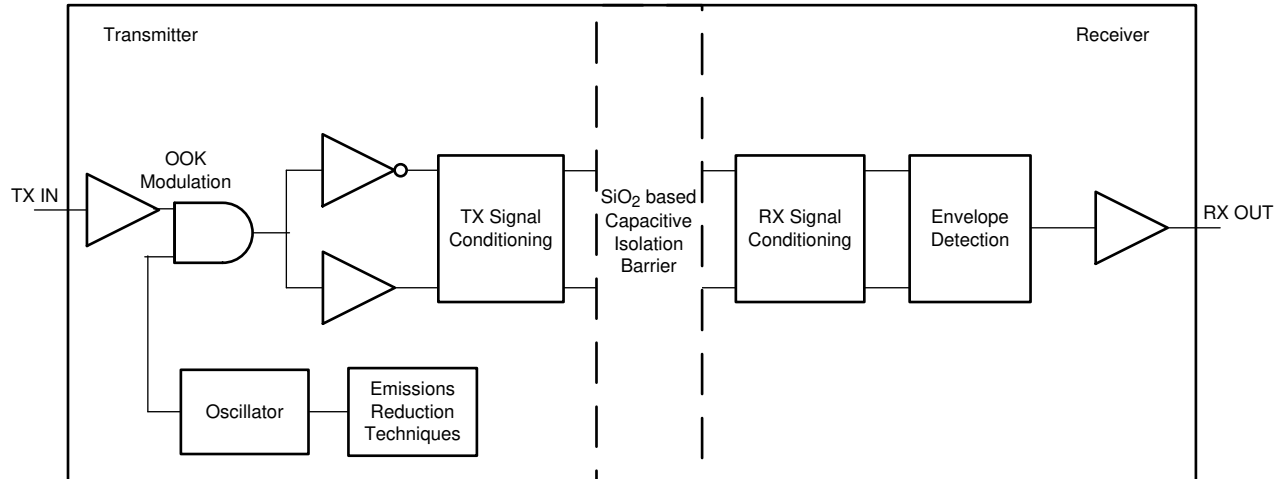 Transmitter
Receiver
OOK
Modulation
TX IN
TX Signal
Conditioning
SiO2 based
Capacitive
Isolation
Barrier
RX Signal
Conditioning
Envelope
Detection
RX OUT
Oscillator
Emissions
Reduction
Techniques